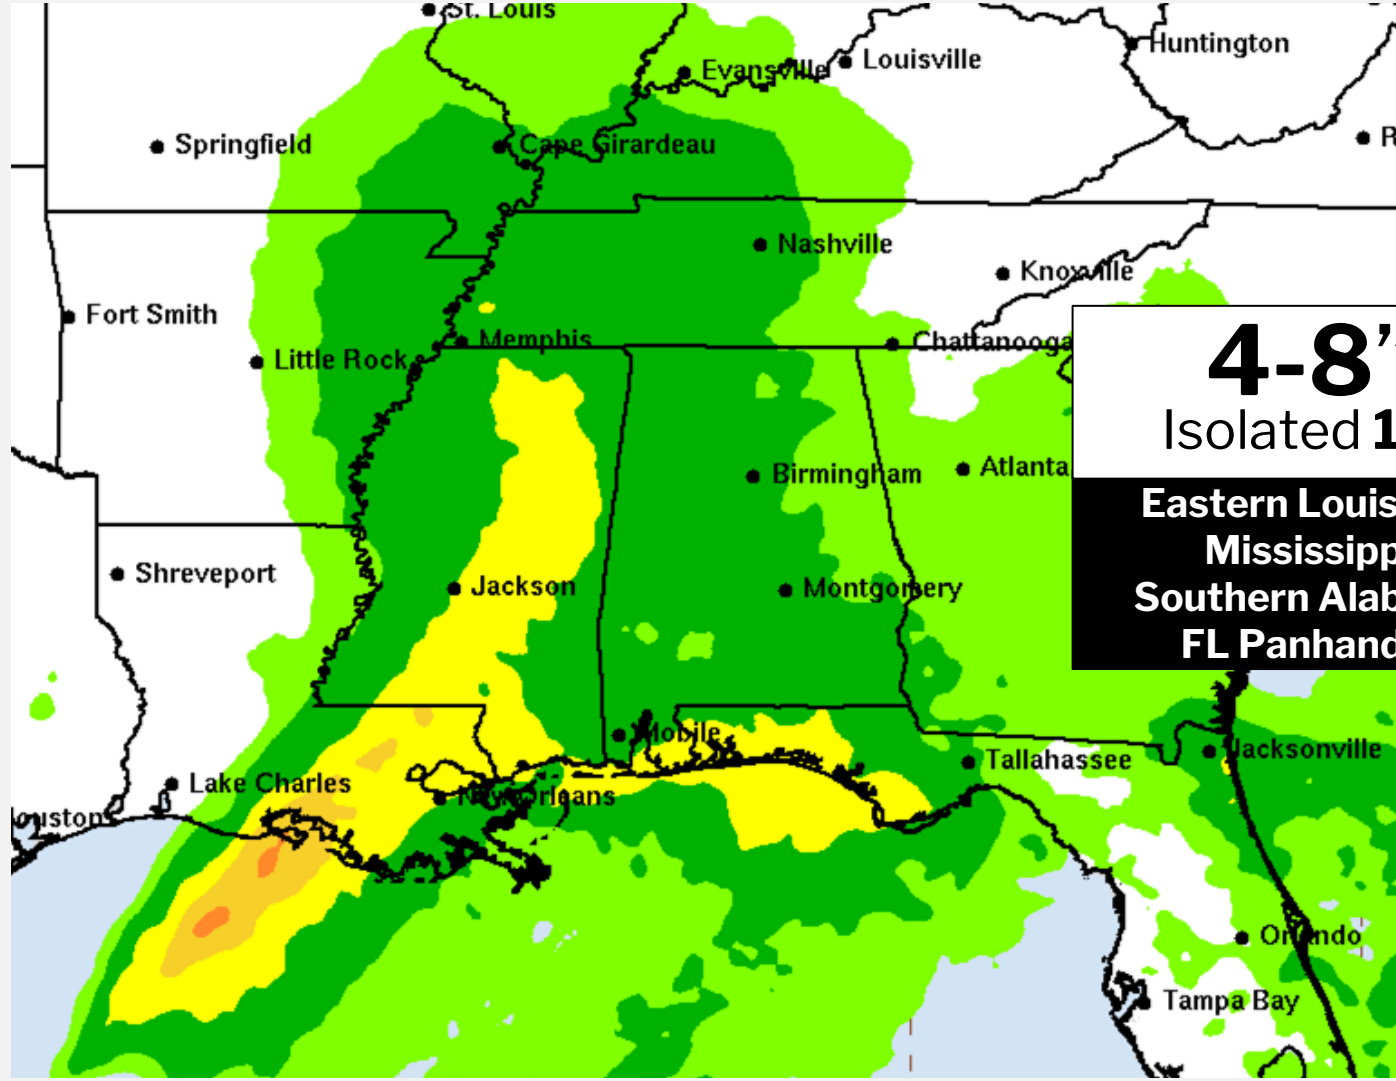 St. Louis
Huntington
Louisville
Evansville
Springfield
Cape Girardeau
R
Nashville
Knoxville
Fort Smith
Memphis
Chattanooga
Little Rock
4-8”
Isolated 1
Birmingham
Atlanta
Eastern Louis
Mississipp
Southern Alab
FL Panhand
Shreveport
Jackson
Montgomery
Mobile
Jacksonville
Tallahassee
Lake Charles
New Orleans
ouston
Orlando
Tampa Bay